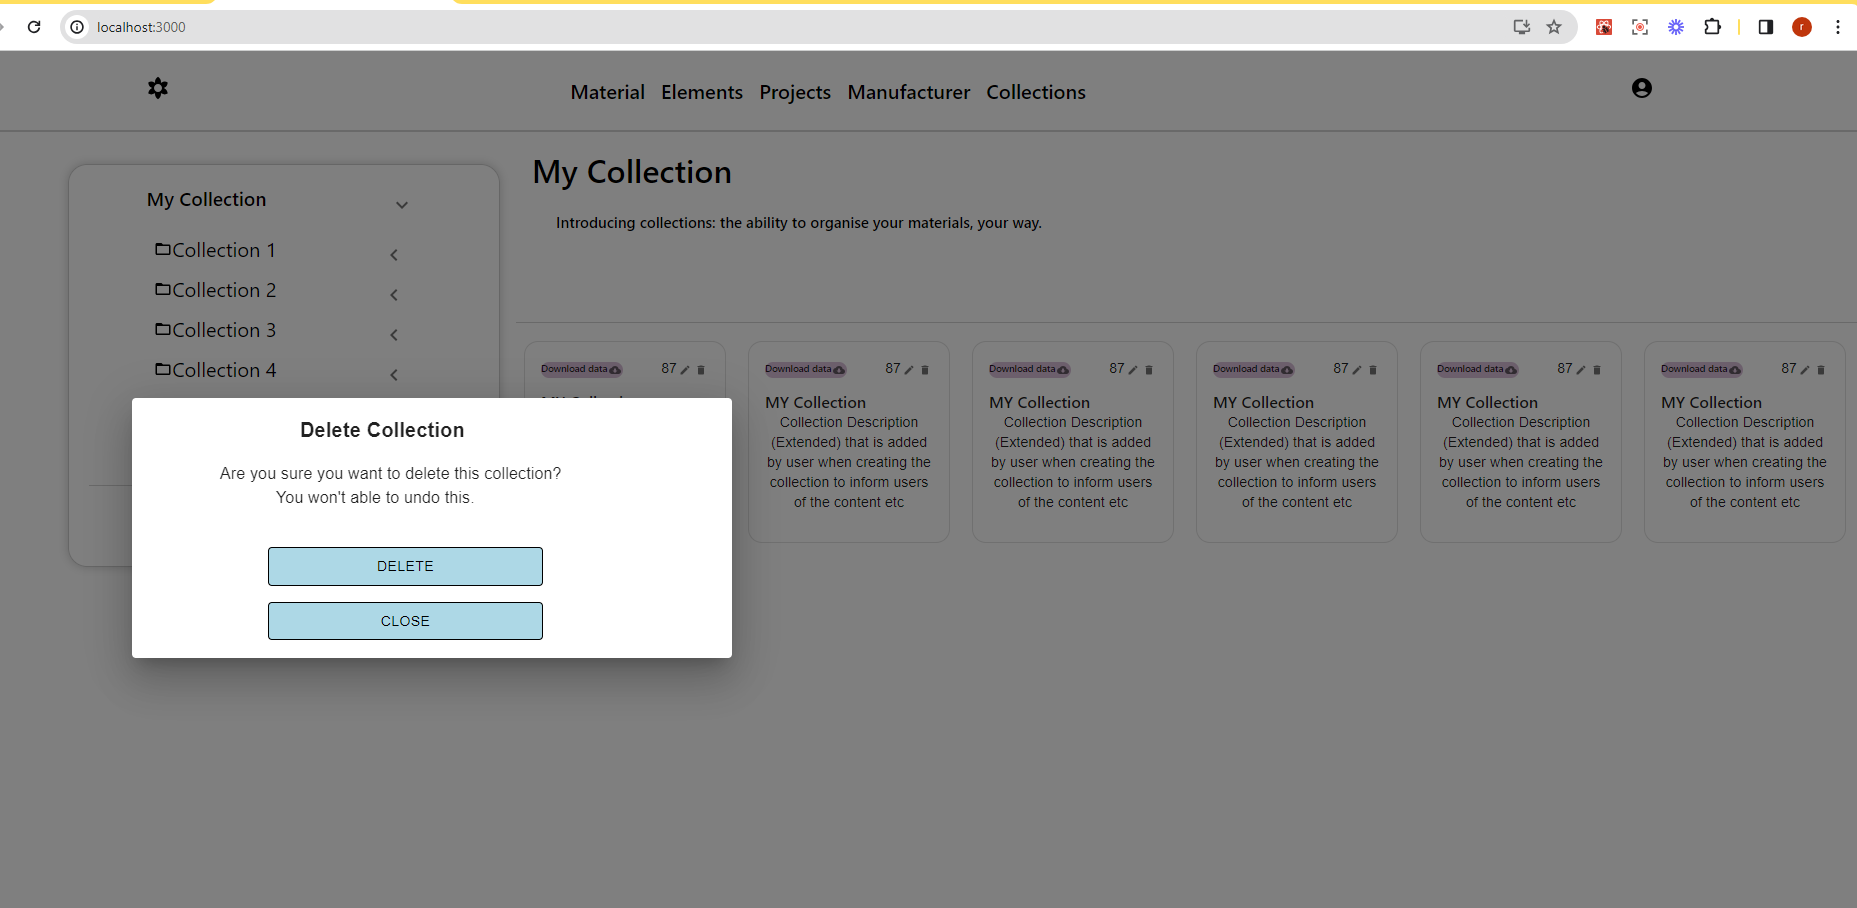 localhost:3000
r
Material Elements Projects Manufacturer Collections
My Collection
Collection 1
Collection 2
Collection 3
Collection 4
My Collection
Introducing collections: the ability to organise your materials, your way.
Download data 87
Download data 87
MY Collection
Collection Description
(Extended) that is added
by user when creating the
collection to inform users
of the content etc
Download data 87
MY Collection
Collection Description
(Extended) that is added
by user when creating the
collection to inform users
of the content etc
Download data 87
MY Collection
Collection Description
(Extended) that is added
by user when creating the
collection to inform users
of the content etc
Download data 87
MY Collection
Collection Description
(Extended) that is added
by user when creating the
collection to inform users
of the content etc
Download data 87
MY Collection
Collection Description
(Extended) that is added
by user when creating the
collection to inform users
of the content etc
Delete Collection
Are you sure you want to delete this collection?
You won't able to undo this.
DELETE
CLOSE